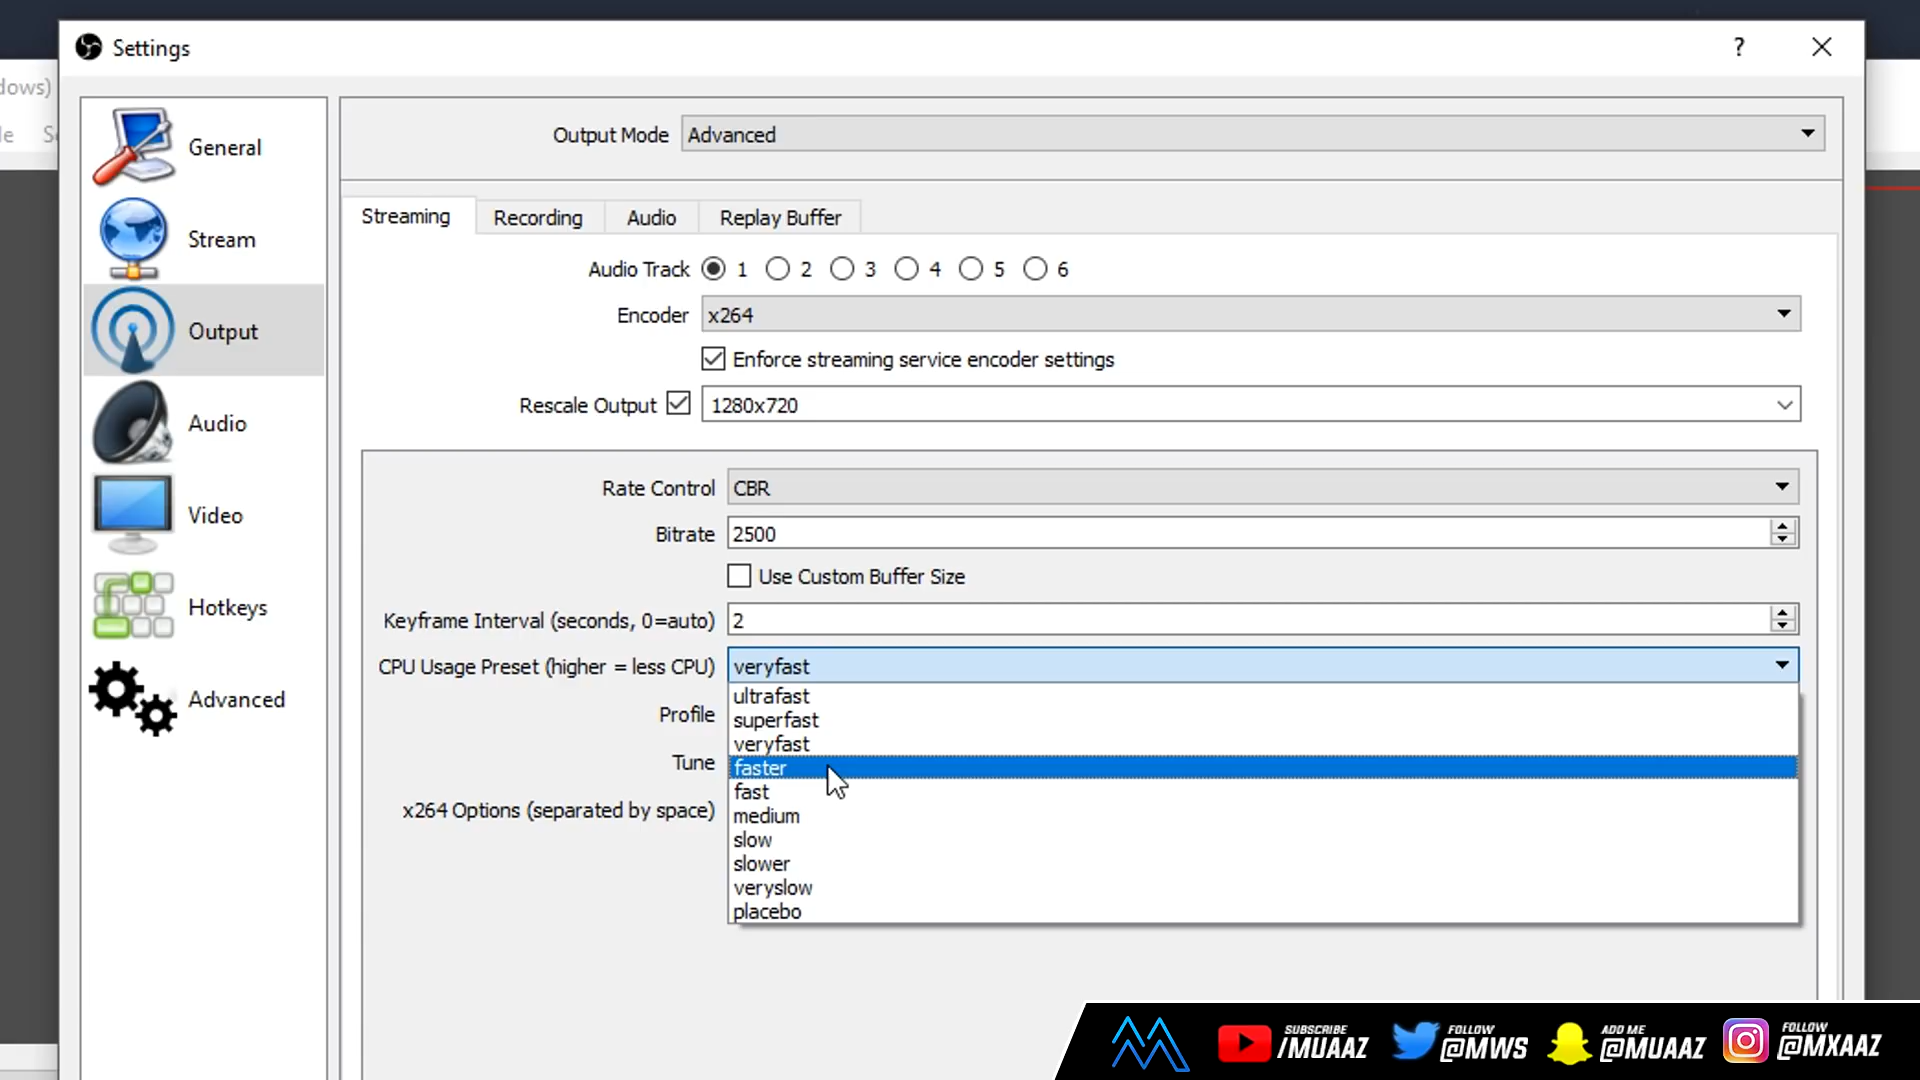 Settings
?
dows)
General
Stream
Output
Audio
Video
Hotkeys
Advanced
Output Mode Advanced
Streaming Recording Audio Replay Buffer
Audio Track 1 2 3 4 5 6
Encoder x264
Enforce streaming service encoder settings
Rescale Output 1280x720
Rate Control CBR
Bitrate 2500
Use Custom Buffer Size
Keyframe Interval (seconds, 0=auto) 2
CPU Usage Preset (higher = less CPU) veryfast
ultrafast
superfast
veryfast
faster
fast
medium
slow
slower
veryslow
placebo
Profile
Tune
x264 Options (separated by space)
SUBSCRIBE
/MUAAZ
FOLLOW
@MWS
ADD ME
@MUAAZ
FOLLOW
@MXAAZ